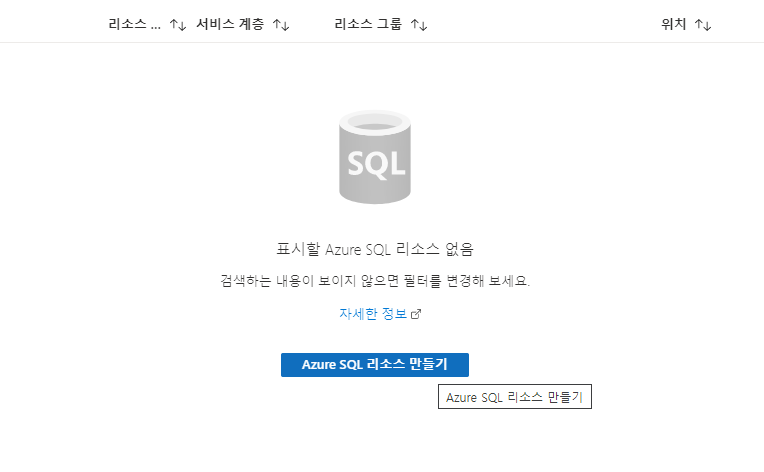 리소스 ... ↑↓ 서비스 계층 ↑↓ 리소스 그룹 ↑↓ 위치 ↑↓
SQL
표시할 Azure SQL 리소스 없음
검색하는 내용이 보이지 않으면 필터를 변경해 보세요.
자세한 정보
Azure SQL 리소스 만들기
Azure SQL 리소스 만들기